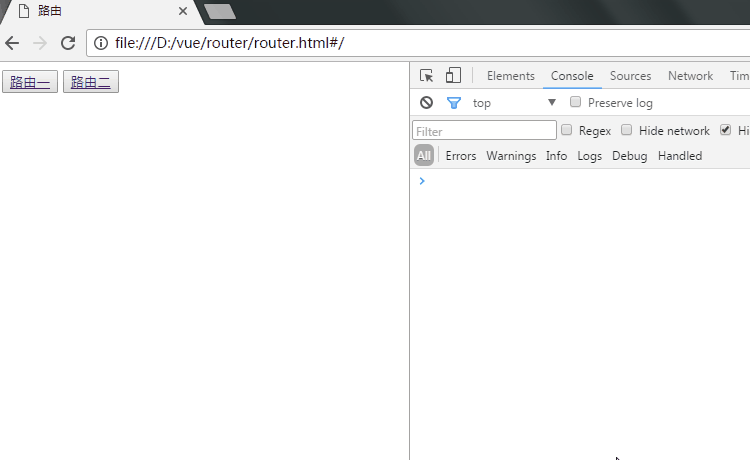 路由
file:///D:/vue/router/router.html#/
路由一 路由二
Elements Console Sources Network Tim
top Preserve log
Filter Regex Hide network Hi
All Errors Warnings Info Logs Debug Handled